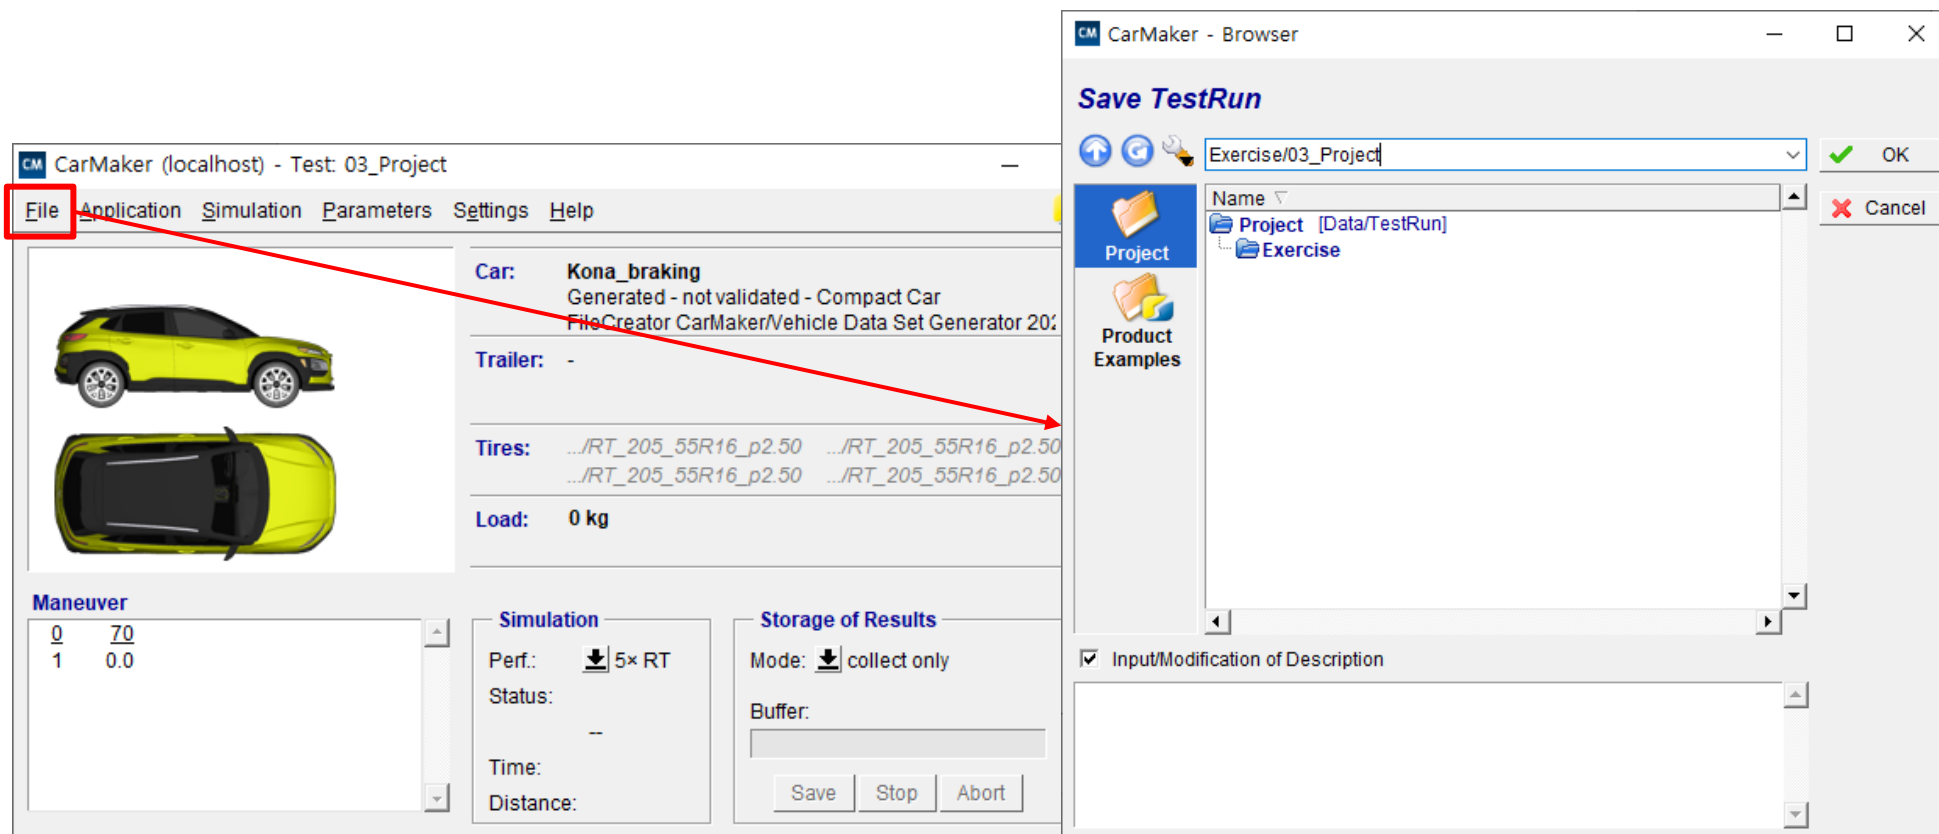 CM CarMaker (localhost) - Test: 03_Project
File Application Simulation Parameters Settings Help
Car: Kona_braking
Generated - not validated - Compact Car
FileCreator CarMaker/Vehicle Data Set Generator 202
Trailer: -
Tires: .../RT_205_55R16_p2.50 .../RT_205_55R16_p2.50
.../RT_205_55R16_p2.50 .../RT_205_55R16_p2.50
Load: 0 kg
Maneuver
0 70
1 0.0
Simulation
Perf.: 5× RT
Status:
--
Time:
Distance:
Storage of Results
Mode: collect only
Buffer:
Save Stop Abort
CM CarMaker - Browser
Save TestRun
Exercise/03_Project
OK
Cancel
Project
Product
Examples
Name
Project [Data/TestRun]
Exercise
Input/Modification of Description